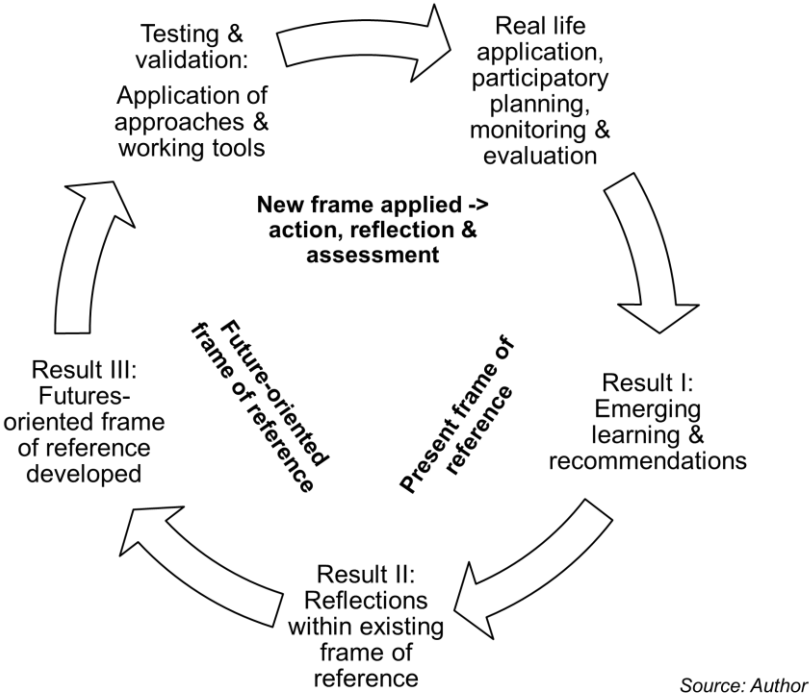 Testing &
validation:
Application of
approaches &
working tools
Real life
application,
participatory
planning,
monitoring &
evaluation
New frame applied ->
action, reflection &
assessment
Future-oriented
frame of reference
Present frame of
reference
Result I:
Emerging
learning &
recommendations
Result II:
Reflections
within existing
frame of
reference
Result III:
Futures-
oriented frame
of reference
developed
Source: Author